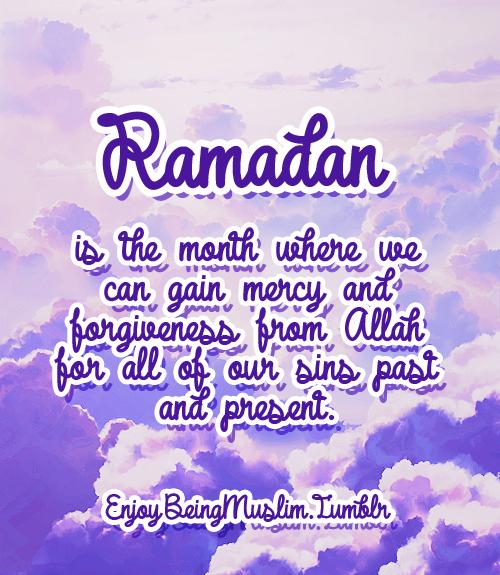 Ramadan
is the month where we
can gain mercy and
forgiveness from Allah
for all of our sins past
and present.
EnjoyBeingMuslim.Tumblr